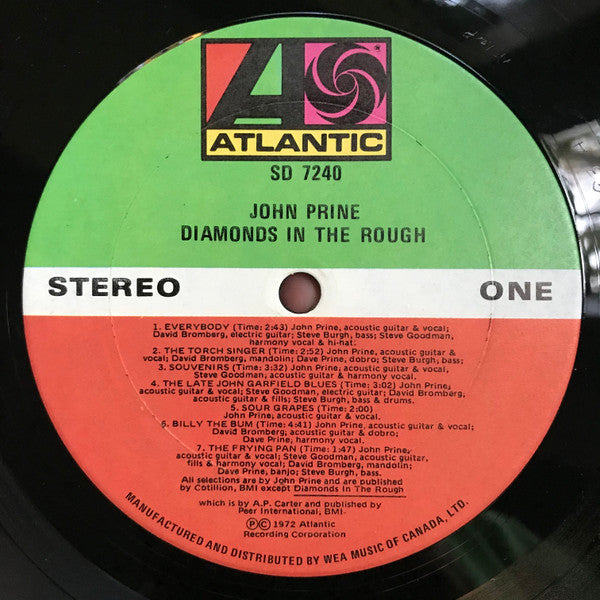 ATLANTIC
SD 7240
JOHN PRINE
DIAMONDS IN THE ROUGH
STEREO
ONE
1. EVERYBODY (Time: 2:43) John Prine, acoustic guitar & vocal;
David Bromberg, electric guitar; Steve Burgh, bass; Steve Goodman,
harmony vocal & hi-hat.
2. THE TORCH SINGER (Time: 2:52) John Prine, acoustic guitar &
vocal; David Bromberg, mandolin; Dave Prine, dobro; Steve Burgh, bass
3. SOUVENIRS (Time: 3:32) John Prine, acoustic guitar & vocal;
Steve Goodman, acoustic guitar & harmony vocal.
4. THE LATE JOHN GARFIELD BLUES (Time: 3:02) John Prine,
acoustic guitar & vocal; Steve Goodman, electric guitar; David Bromberg,
acoustic guitar & fills; Steve Burgh, bass & drums.
5. SOUR GRAPES (Time: 2:00)
John Prine, acoustic guitar & vocal.
6. BILLY THE BUM (Time: 4:41) John Prine, acoustic guitar & vocal;
David Bromberg, acoustic guitar & dobro;
Dave Prine, harmony vocal.
7. THE FRYING PAN (Time: 1:47) John Prine,
acoustic guitar & vocal; Steve Goodman, acoustic guitar,
fills & harmony vocal; David Bromberg, mandolin;
Dave Prine, banjo; Steve Burgh, bass.
All selections are by John Prine and are published
by Cotillion, BMI except Diamonds In The Rough
which is by A.P. Carter and published by
Peer International, BMI.
Ⓟ©1972 Atlantic
Recording Corporation
MANUFACTURED AND DISTRIBUTED BY WEA MUSIC OF CANADA, LTD.